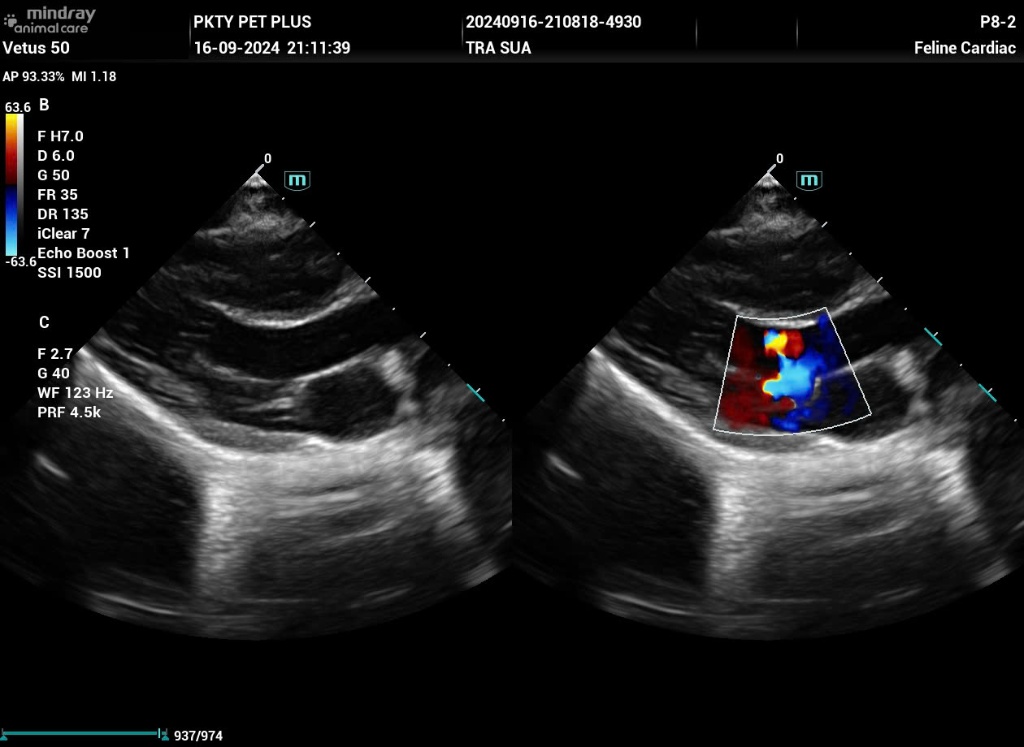 mindray
animal care
Vetus 50
PKTY PET PLUS
16-09-2024 21:11:39
20240916-210818-4930
TRA SUA
P8-2
Feline Cardiac
AP 93.33% MI 1.18
B
63.6
F H7.0
D 6.0
G 50
FR 35
DR 135
iClear 7
Echo Boost 1
-63.6
SSI 1500
C
F 2.7
G 40
WF 123 Hz
PRF 4.5k
0
m
0
m
937/974